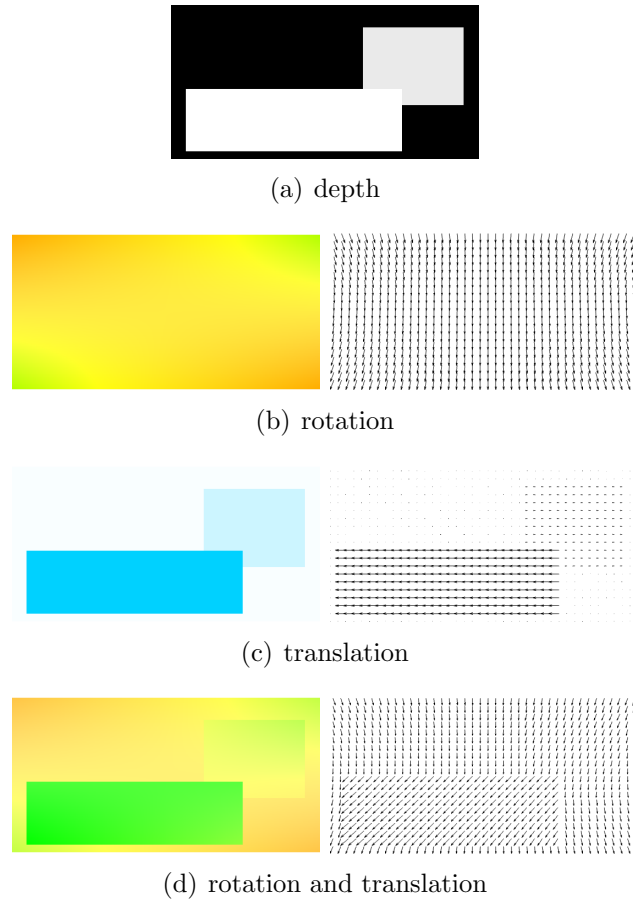 (a) depth
(b) rotation
(c) translation
(d) rotation and translation